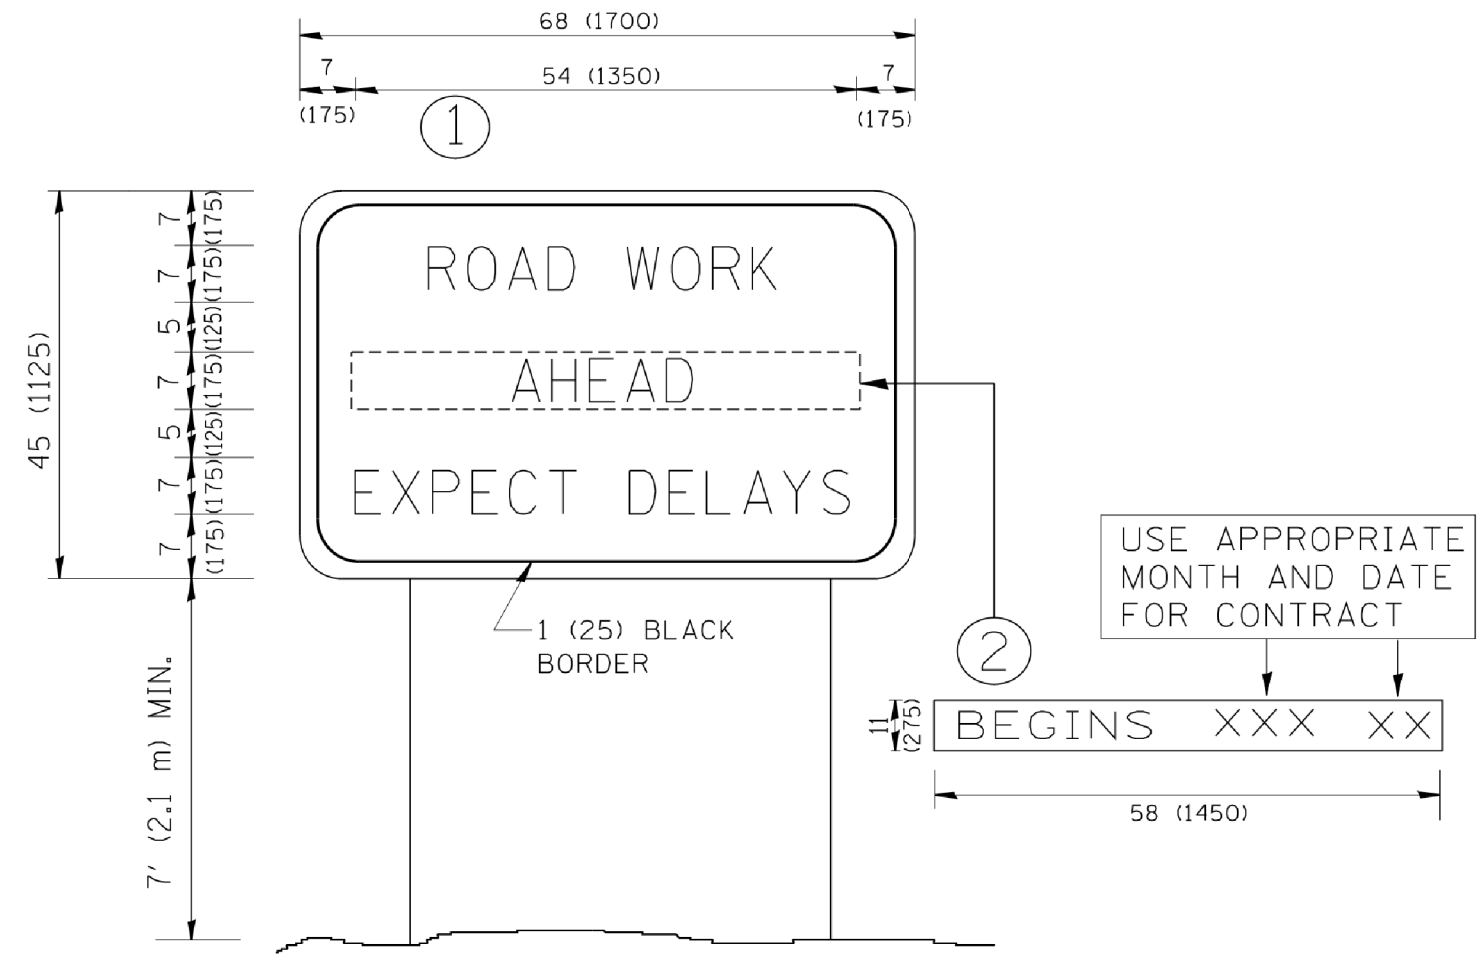 68 (1700)
7
54 (1350)
7
(175)
(175)
1
7
(175)
7
(175)
5
(125)
7
(175)
5
(125)
7
(175)
7
(175)
45 (1125)
ROAD WORK
AHEAD
EXPECT DELAYS
1 (25) BLACK
BORDER
7' (2.1 m) MIN.
2
USE APPROPRIATE
MONTH AND DATE
FOR CONTRACT
11
(275)
BEGINS XXX XX
58 (1450)